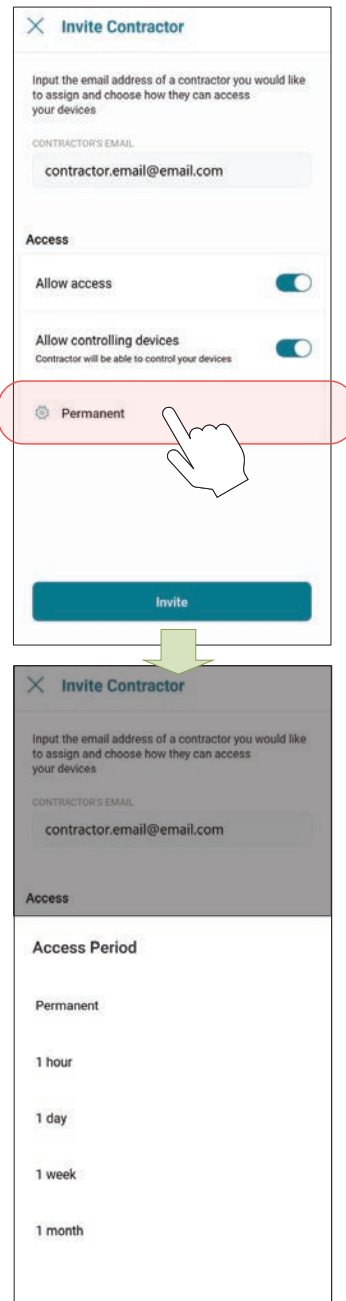 Invite Contractor
Input the email address of a contractor you would like
to assign and choose how they can access
your devices
CONTRACTOR'S EMAIL
contractor.email@email.com
Access
Allow access
Allow controlling devices
Contractor will be able to control your devices
Permanent
Invite
Invite Contractor
Input the email address of a contractor you would like
to assign and choose how they can access
your devices
CONTRACTOR'S EMAIL
contractor.email@email.com
Access
Access Period
Permanent
1 hour
1 day
1 week
1 month